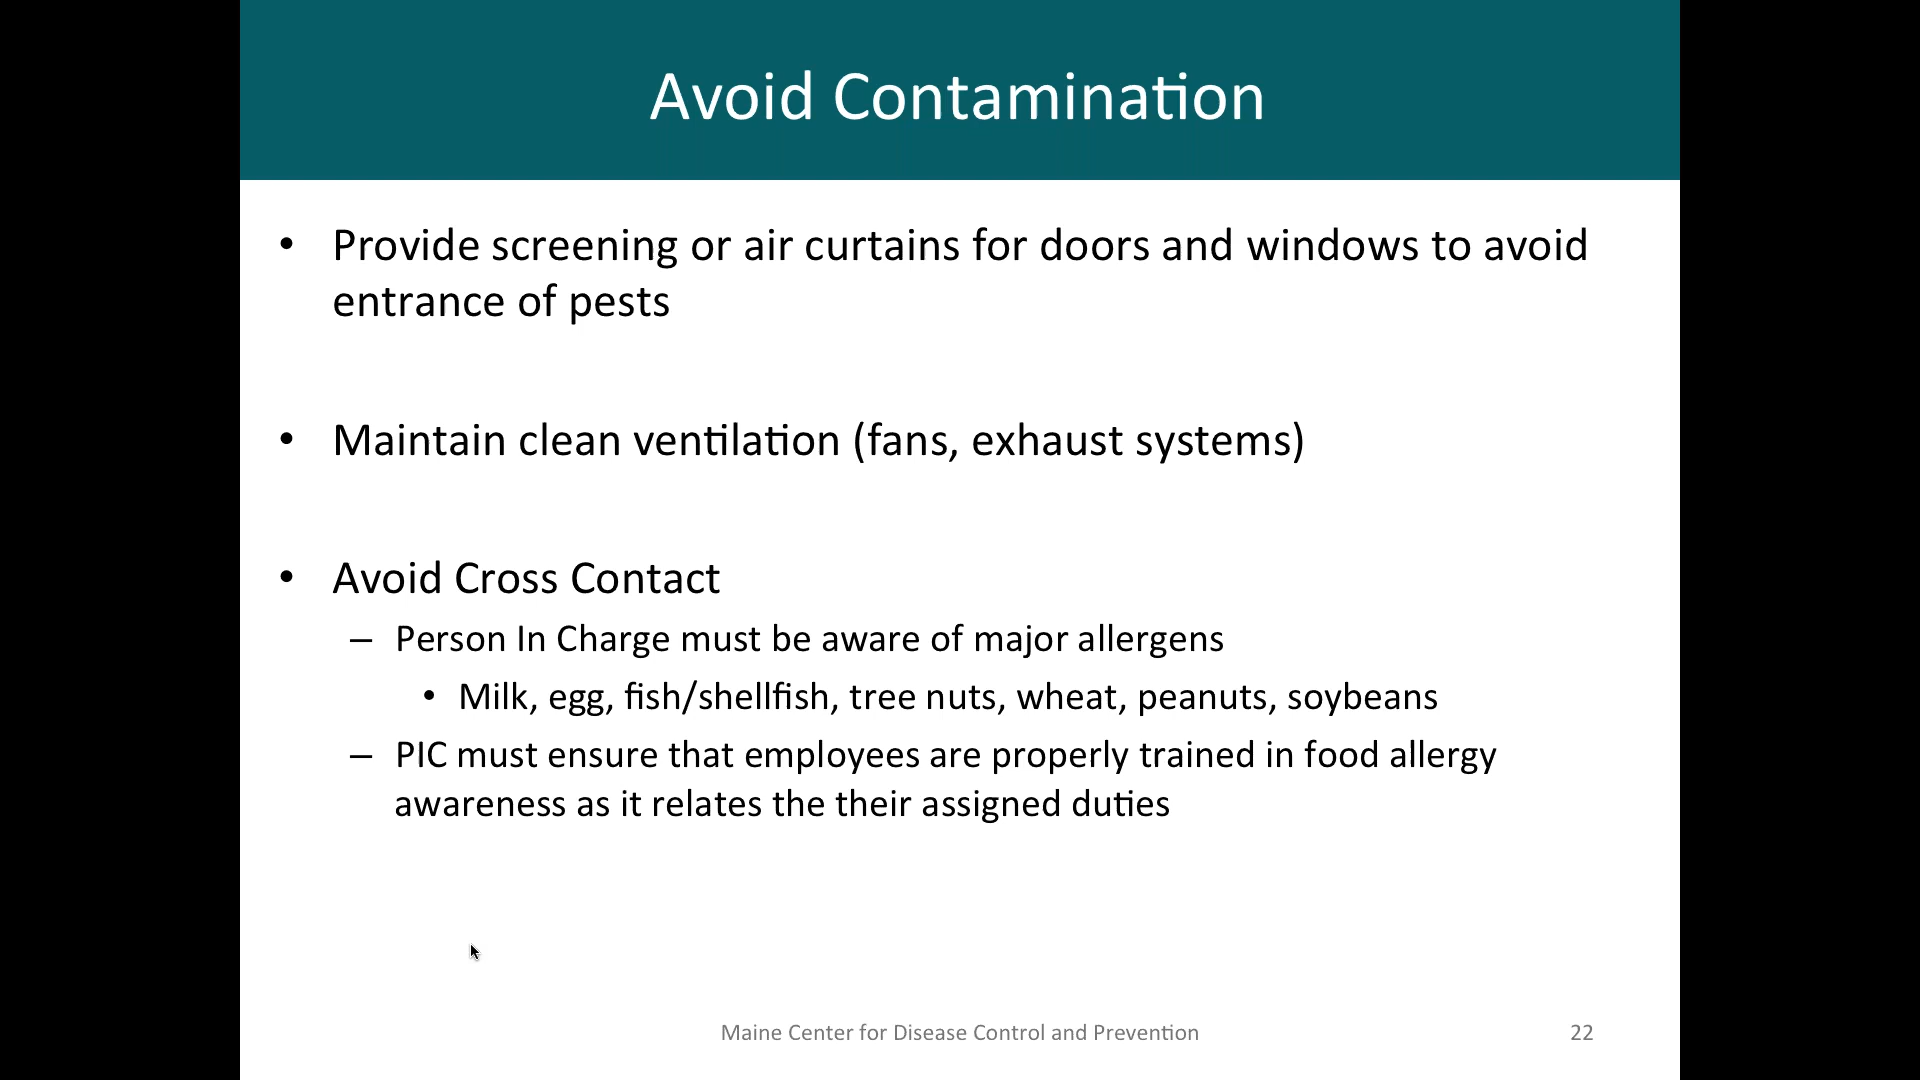 Avoid Contamination
• Provide screening or air curtains for doors and windows to avoid
entrance of pests
• Maintain clean ventilation (fans, exhaust systems)
• Avoid Cross Contact
– Person In Charge must be aware of major allergens
• Milk, egg, fish/shellfish, tree nuts, wheat, peanuts, soybeans
– PIC must ensure that employees are properly trained in food allergy
awareness as it relates the their assigned duties
Maine Center for Disease Control and Prevention
22